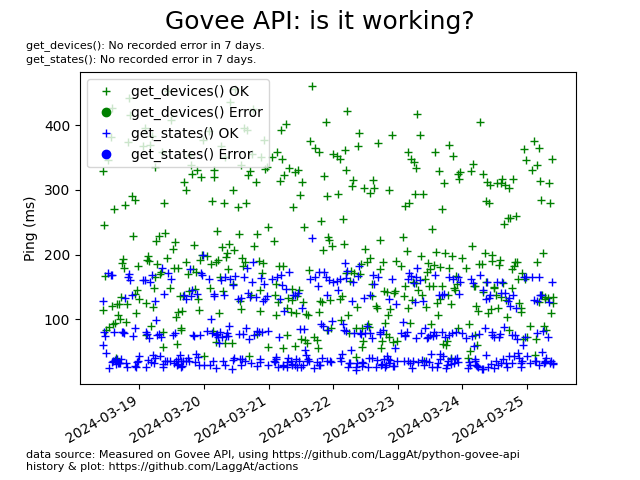 Govee API: is it working?
get_devices(): No recorded error in 7 days.
get_states(): No recorded error in 7 days.
get_devices() OK
get_devices() Error
get_states() OK
get_states() Error
Ping (ms)
400
300
200
100
2024-03-19
2024-03-20
2024-03-21
2024-03-22
2024-03-23
2024-03-24
2024-03-25
data source: Measured on Govee API, using https://github.com/LaggAt/python-govee-api
history & plot: https://github.com/LaggAt/actions